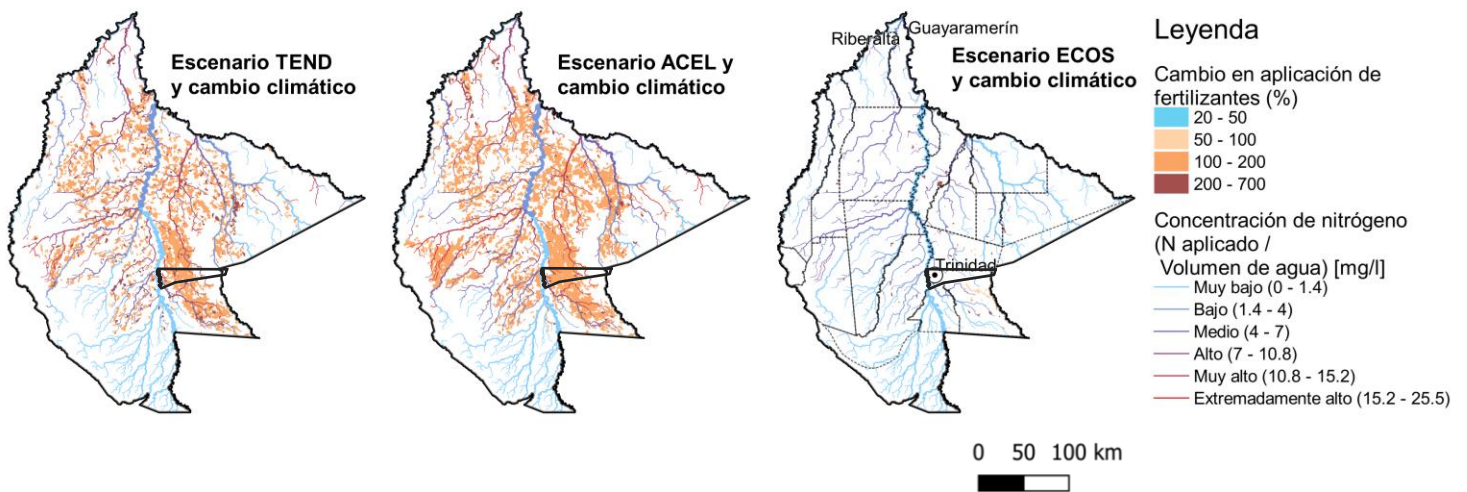 Escenario TEND
y cambio climático
Escenario ACEL y
cambio climático
Guayaramerín
Riberalta
Escenario ECOS
y cambio climático
Trinidad
Leyenda
Cambio en aplicación de
fertilizantes (%)
20 - 50
50 - 100
100 - 200
200 - 700
Concentración de nitrógeno
(N aplicado /
Volumen de agua) [mg/l]
Muy bajo (0 - 1.4)
Bajo (1.4 - 4)
Medio (4 - 7)
Alto (7 - 10.8)
Muy alto (10.8 - 15.2)
Extremadamente alto (15.2 - 25.5)
0 50 100 km